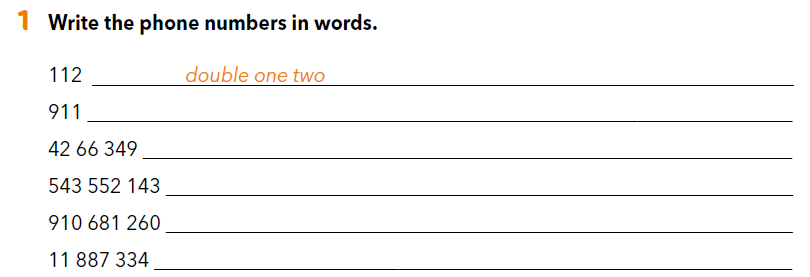 1 Write the phone numbers in words.
112 double one two
911
42 66 349
543 552 143
910 681 260
11 887 334